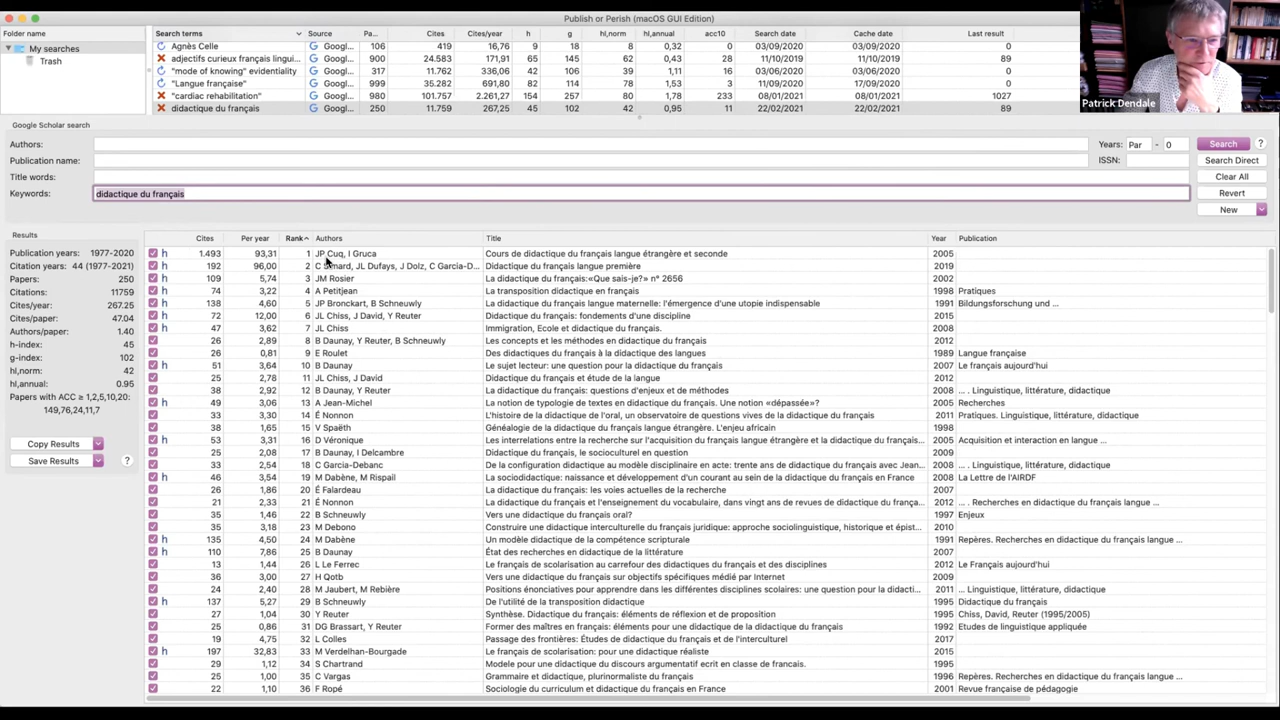 Publish or Perish (macOS GUI Edition)
Folder name
My searches
Trash
Search terms Source Pa... Cites Cites/year h g hI,norm hI,annual acc10 Search date Cache date Last result
Agnès Celle Googl... 106 419 16,76 9 18 8 0,32 0 03/09/2020 03/09/2020 0
adjectifs curieux français lingui... Googl... 900 24.583 171,91 65 145 62 0,43 28 11/10/2019 11/10/2019 89
"mode of knowing" evidentiality Googl... 317 11.762 336,06 42 106 39 1,11 16 03/06/2020 03/06/2020 0
"Langue française" Googl... 999 35.282 691,80 82 114 78 1,53 3 11/09/2020 17/09/2020 0
"cardiac rehabilitation" Googl... 980 101.757 2.261,27 154 257 80 1,78 233 08/01/2021 08/01/2021 1027
didactique du français Googl... 250 11.759 267,25 45 102 42 0,95 11 22/02/2021 22/02/2021 89
Patrick Dendale
Google Scholar search
Authors: Years: Par - 0 Search ?
Publication name: ISSN: Search Direct
Title words: Clear All
Keywords: didactique du français Revert
New
Results
Publication years: 1977-2020
Citation years: 44 (1977-2021)
Papers: 250
Citations: 11759
Cites/year: 267.25
Cites/paper: 47.04
Authors/paper: 1.40
h-index: 45
g-index: 102
hI,norm: 42
hI,annual: 0.95
Papers with ACC ≥ 1,2,5,10,20:
149,76,24,11,7
Copy Results
Save Results ?
Cites Per year Rank Authors Title Year Publication
h 1.493 93,31 1 JP Cuq, I Gruca Cours de didactique du français langue étrangère et seconde 2005
h 192 96,00 2 C Simard, JL Dufays, J Dolz, C Garcia-D... Didactique du français langue première 2019
h 109 5,74 3 JM Rosier La didactique du français:«Que sais-je?» n° 2656 2002
h 74 3,22 4 A Petitjean La transposition didactique en français 1998 Pratiques
h 138 4,60 5 JP Bronckart, B Schneuwly La didactique du français langue maternelle: l'émergence d'une utopie indispensable 1991 Bildungsforschung und ...
h 72 12,00 6 JL Chiss, J David, Y Reuter Didactique du français: fondements d'une discipline 2015
h 47 3,62 7 JL Chiss Immigration, Ecole et didactique du français. 2008
26 2,89 8 B Daunay, Y Reuter, B Schneuwly Les concepts et les méthodes en didactique du français 2012
26 0,81 9 E Roulet Des didactiques du français à la didactique des langues 1989 Langue française
h 51 3,64 10 B Daunay Le sujet lecteur: une question pour la didactique du français 2007 Le français aujourd'hui
25 2,78 11 JL Chiss, J David Didactique du français et étude de la langue 2012
h 38 2,92 12 B Daunay, Y Reuter La didactique du français: questions d'enjeux et de méthodes 2008 ... . Linguistique, littérature, didactique
h 49 3,06 13 A Jean-Michel La notion de typologie de textes en didactique du français. Une notion «dépassée»? 2005 Recherches
33 3,30 14 É Nonnon L'histoire de la didactique de l'oral, un observatoire de questions vives de la didactique du français 2011 Pratiques. Linguistique, littérature, didactique
38 1,65 15 V Spaëth Généalogie de la didactique du français langue étrangère. L'enjeu africain 1998
h 53 3,31 16 D Véronique Les interrelations entre la recherche sur l'acquisition du français langue étrangère et la didactique du français... 2005 Acquisition et interaction en langue ...
25 2,08 17 B Daunay, I Delcambre Didactique du français, le socioculturel en question 2009
33 2,54 18 C Garcia-Debanc De la configuration didactique au modèle disciplinaire en acte: trente ans de didactique du français avec Jean... 2008 ... . Linguistique, littérature, didactique
h 46 3,54 19 M Dabène, M Rispail La sociodidactique: naissance et développement d'un courant au sein de la didactique du français en France 2008 La Lettre de l'AIRDF
26 1,86 20 É Falardeau La didactique du français: les voies actuelles de la recherche 2007
21 2,33 21 É Nonnon La didactique du français et l'enseignement du vocabulaire, dans vingt ans de revues de didactique du frança... 2012 ... . Recherches en didactique du français langue ...
35 1,46 22 B Schneuwly Vers une didactique du français oral? 1997 Enjeux
35 3,18 23 M Debono Construire une didactique interculturelle du français juridique: approche sociolinguistique, historique et épist... 2010
h 135 4,50 24 M Dabène Un modèle didactique de la compétence scripturale 1991 Repères. Recherches en didactique du français langue ...
h 110 7,86 25 B Daunay État des recherches en didactique de la littérature 2007
13 1,44 26 L Le Ferrec Le français de scolarisation au carrefour des didactiques du français et des disciplines 2012 Le Français aujourd'hui
36 3,00 27 H Qotb Vers une didactique du français sur objectifs spécifiques médié par Internet 2009
24 2,40 28 M Jaubert, M Rebière Positions énonciatives pour apprendre dans les différentes disciplines scolaires: une question pour la didacti... 2011 ... . Linguistique, littérature, didactique
h 137 5,27 29 B Schneuwly De l'utilité de la transposition didactique 1995 Didactique du français
27 1,04 30 Y Reuter Synthèse. Didactique du français: éléments de réflexion et de proposition 1995 Chiss, David, Reuter (1995/2005)
25 0,86 31 DG Brassart, Y Reuter Former des maîtres en français: éléments pour une didactique de la didactique du français 1992 Etudes de linguistique appliquée
19 4,75 32 L Colles Passage des frontières: Études de didactique du français et de l'interculturel 2017
h 197 32,83 33 M Verdelhan-Bourgade Le français de scolarisation: pour une didactique réaliste 2015
29 1,12 34 S Chartrand Modele pour une didactique du discours argumentatif ecrit en classe de francais. 1995
25 1,00 35 C Vargas Grammaire et didactique, plurinormaliste du français 1996 Repères. Recherches en didactique du français langue ...
22 1,10 36 F Ropé Sociologie du curriculum et didactique du français en France 2001 Revue française de pédagogie